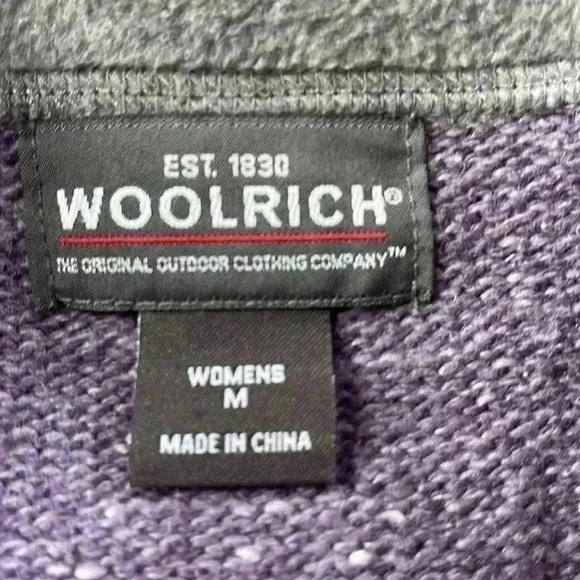 EST. 1830
WOOLRICH®
THE ORIGINAL OUTDOOR CLOTHING COMPANY™
WOMENS
M
MADE IN CHINA